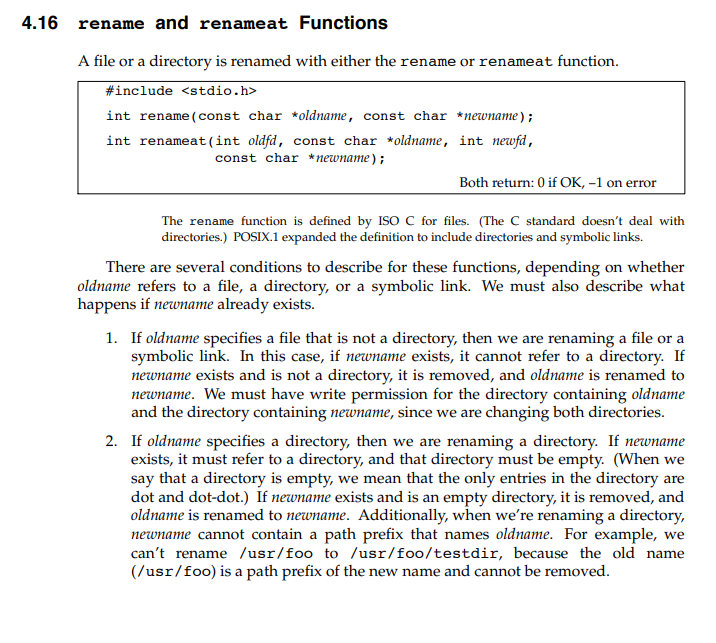 4.16 rename and renameat Functions
A file or a directory is renamed with either the rename or renameat function.
#include <stdio.h>
int rename(const char *oldname, const char *newname);
int renameat(int oldfd, const char *oldname, int newfd,
const char *newname);
Both return: 0 if OK, −1 on error
The rename function is defined by ISO C for files. (The C standard doesn’t deal with
directories.) POSIX.1 expanded the definition to include directories and symbolic links.
There are several conditions to describe for these functions, depending on whether
oldname refers to a file, a directory, or a symbolic link. We must also describe what
happens if newname already exists.
1. If oldname specifies a file that is not a directory, then we are renaming a file or a
symbolic link. In this case, if newname exists, it cannot refer to a directory. If
newname exists and is not a directory, it is removed, and oldname is renamed to
newname. We must have write permission for the directory containing oldname
and the directory containing newname, since we are changing both directories.
2. If oldname specifies a directory, then we are renaming a directory. If newname
exists, it must refer to a directory, and that directory must be empty. (When we
say that a directory is empty, we mean that the only entries in the directory are
dot and dot-dot.) If newname exists and is an empty directory, it is removed, and
oldname is renamed to newname. Additionally, when we’re renaming a directory,
newname cannot contain a path prefix that names oldname. For example, we
can’t rename /usr/foo to /usr/foo/testdir, because the old name
(/usr/foo) is a path prefix of the new name and cannot be removed.